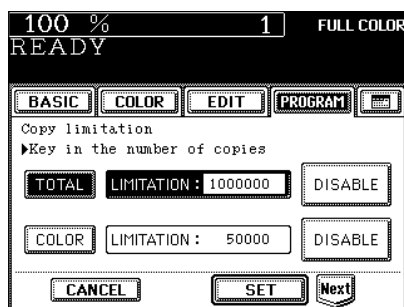 100 % 1 FULL COLOR
READY
BASIC COLOR EDIT PROGRAM
Copy limitation
▶Key in the number of copies
TOTAL LIMITATION: 1000000 DISABLE
COLOR LIMITATION: 50000 DISABLE
CANCEL SET Next